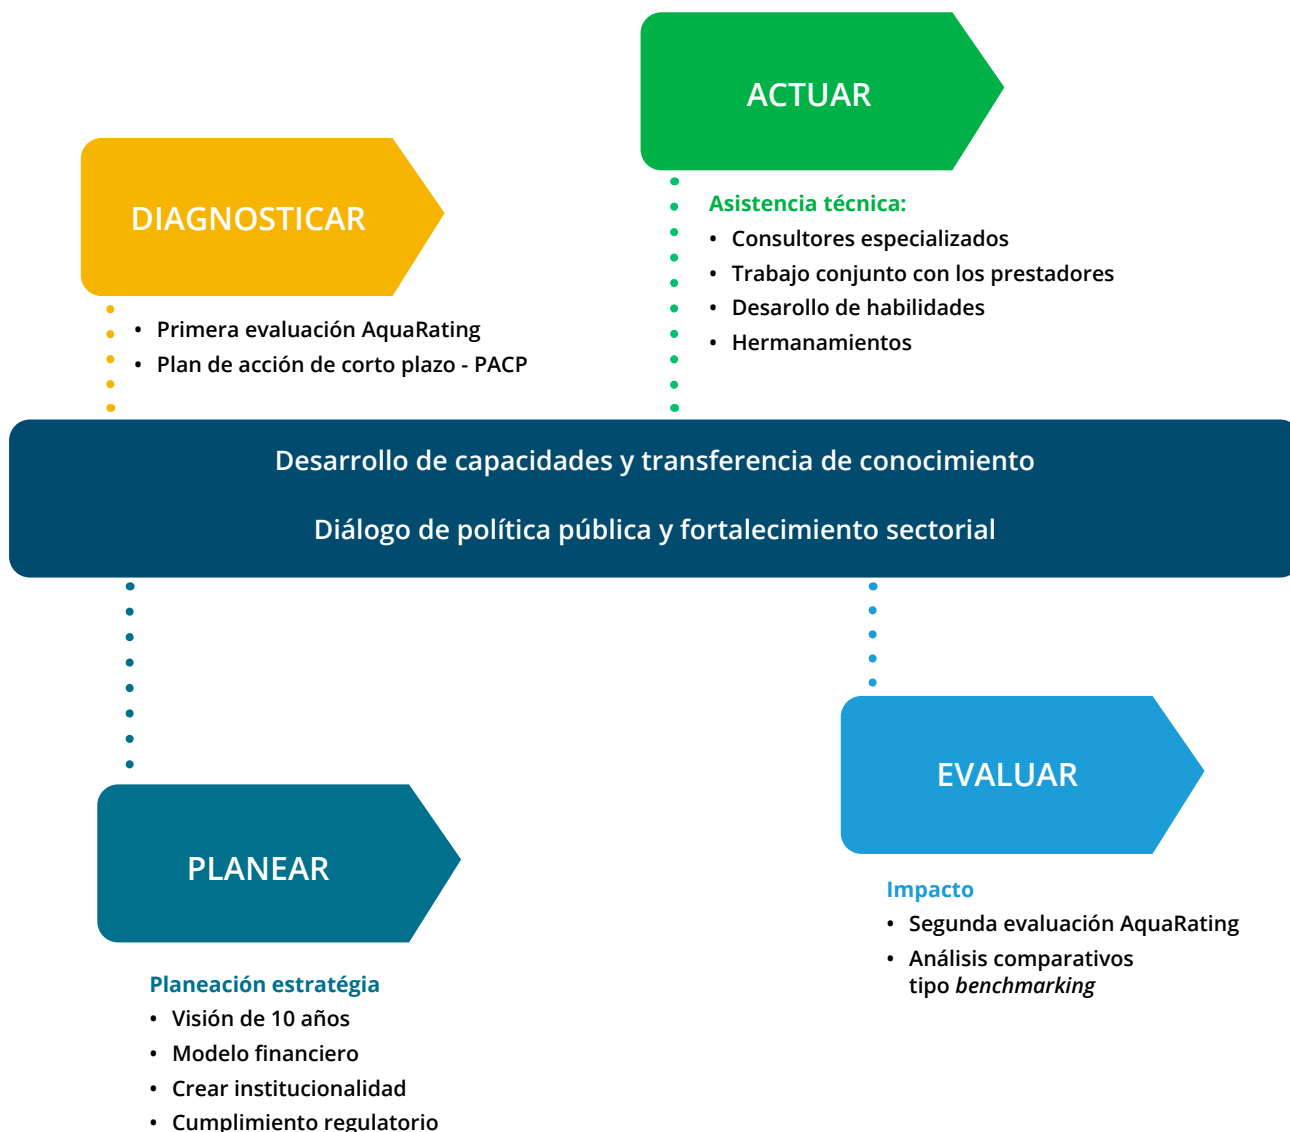 DIAGNOSTICAR
• Primera evaluación AquaRating
• Plan de acción de corto plazo - PACP
ACTUAR
Asistencia técnica:
• Consultores especializados
• Trabajo conjunto con los prestadores
• Desarollo de habilidades
• Hermanamientos
Desarrollo de capacidades y transferencia de conocimiento
Diálogo de política pública y fortalecimiento sectorial
PLANEAR
Planeación estratégia
• Visión de 10 años
• Modelo financiero
• Crear institucionalidad
• Cumplimiento regulatorio
EVALUAR
Impacto
• Segunda evaluación AquaRating
• Análisis comparativos
tipo benchmarking